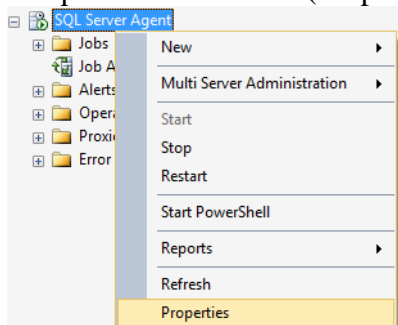 SQL Server Agent
Jobs
Job A
Alerts
Opera
Proxie
Error
New
Multi Server Administration
Start
Stop
Restart
Start PowerShell
Reports
Refresh
Properties